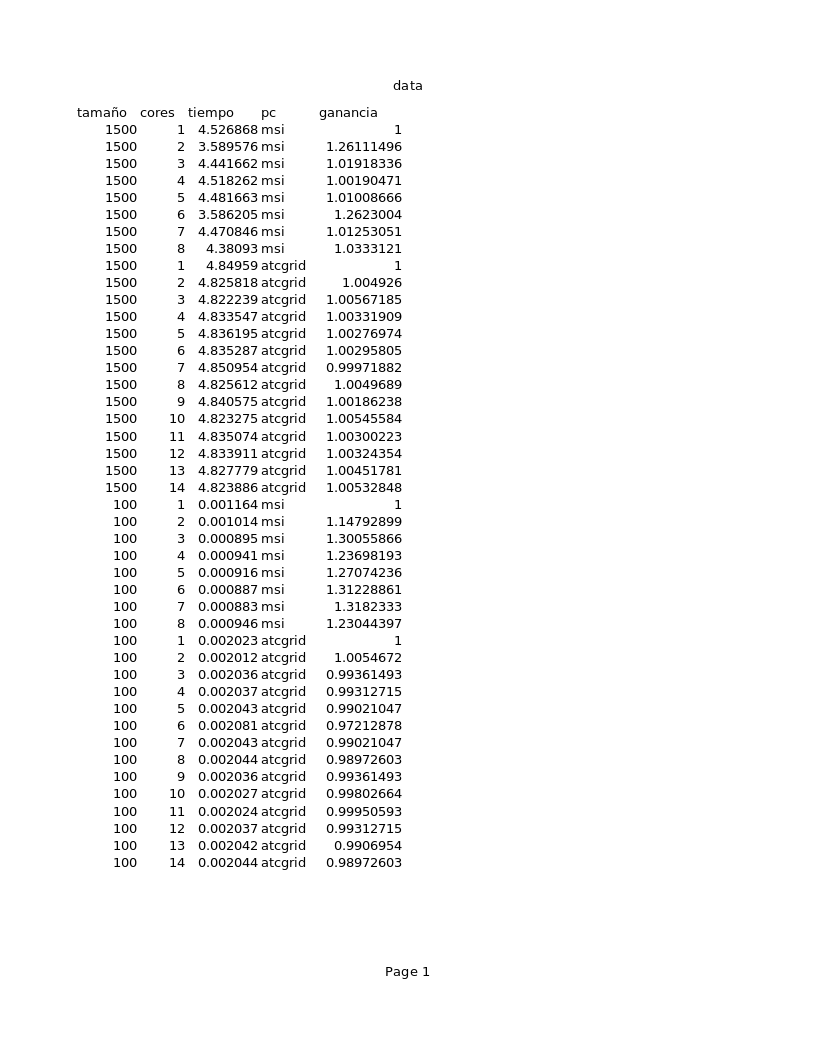 data
tamaño cores tiempo pc ganancia
1500 1 4.526868 msi 1
1500 2 3.589576 msi 1.26111496
1500 3 4.441662 msi 1.01918336
1500 4 4.518262 msi 1.00190471
1500 5 4.481663 msi 1.01008666
1500 6 3.586205 msi 1.2623004
1500 7 4.470846 msi 1.01253051
1500 8 4.38093 msi 1.0333121
1500 1 4.84959 atcgrid 1
1500 2 4.825818 atcgrid 1.004926
1500 3 4.822239 atcgrid 1.00567185
1500 4 4.833547 atcgrid 1.00331909
1500 5 4.836195 atcgrid 1.00276974
1500 6 4.835287 atcgrid 1.00295805
1500 7 4.850954 atcgrid 0.99971882
1500 8 4.825612 atcgrid 1.0049689
1500 9 4.840575 atcgrid 1.00186238
1500 10 4.823275 atcgrid 1.00545584
1500 11 4.835074 atcgrid 1.00300223
1500 12 4.833911 atcgrid 1.00324354
1500 13 4.827779 atcgrid 1.00451781
1500 14 4.823886 atcgrid 1.00532848
100 1 0.001164 msi 1
100 2 0.001014 msi 1.14792899
100 3 0.000895 msi 1.30055866
100 4 0.000941 msi 1.23698193
100 5 0.000916 msi 1.27074236
100 6 0.000887 msi 1.31228861
100 7 0.000883 msi 1.3182333
100 8 0.000946 msi 1.23044397
100 1 0.002023 atcgrid 1
100 2 0.002012 atcgrid 1.0054672
100 3 0.002036 atcgrid 0.99361493
100 4 0.002037 atcgrid 0.99312715
100 5 0.002043 atcgrid 0.99021047
100 6 0.002081 atcgrid 0.97212878
100 7 0.002043 atcgrid 0.99021047
100 8 0.002044 atcgrid 0.98972603
100 9 0.002036 atcgrid 0.99361493
100 10 0.002027 atcgrid 0.99802664
100 11 0.002024 atcgrid 0.99950593
100 12 0.002037 atcgrid 0.99312715
100 13 0.002042 atcgrid 0.9906954
100 14 0.002044 atcgrid 0.98972603
Page 1